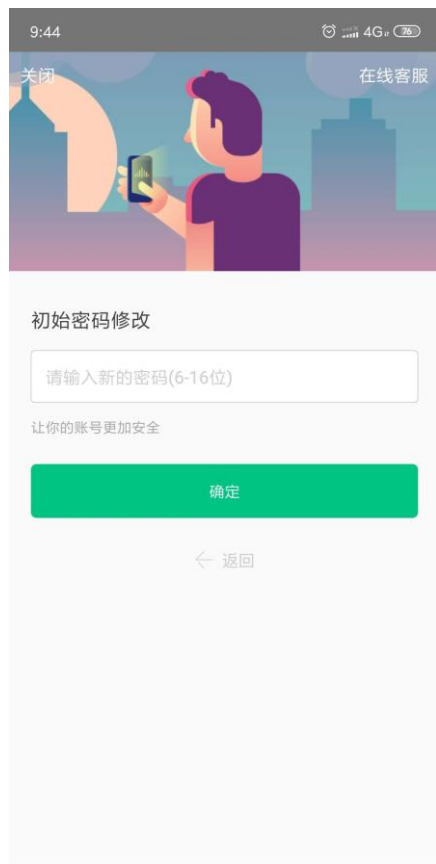 9:44
4G 76
关闭
在线客服
初始密码修改
请输入新的密码(6-16位)
让你的账号更加安全
确定
← 返回